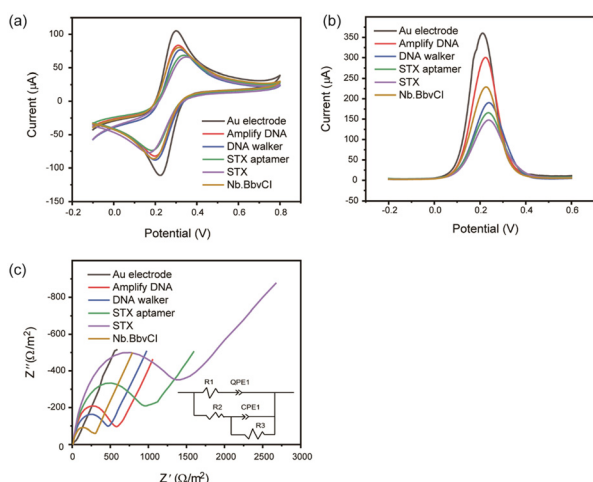 (a)
100
50
0
-50
-100
Current (µA)
Au electrode
Amplify DNA
DNA walker
STX aptamer
STX
Nb.BbvCI
0.0 0.2 0.4 0.6 0.8
Potential (V)
(b)
350
300
250
200
150
100
50
0
Current (µA)
Au electrode
Amplify DNA
DNA walker
STX aptamer
STX
Nb.BbvCI
-0.2 0.0 0.2 0.4 0.6
Potential (V)
(c)
-800
-600
-400
-200
0
Z″(Ω/m²)
Au electrode
Amplify DNA
DNA walker
STX aptamer
STX
Nb.BbvCI
R1 QPE1
R2 CPE1
R3
0 500 1000 1500 2000 2500 3000
Z′ (Ω/m²)